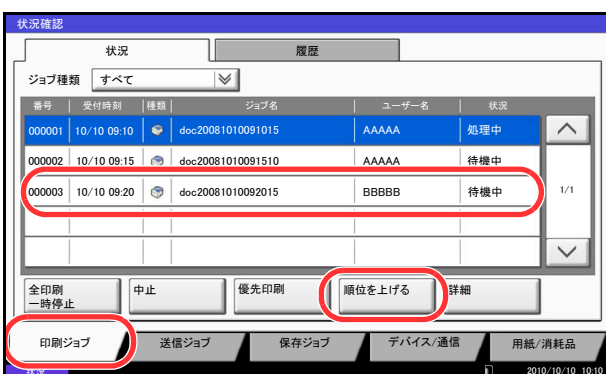 状況確認
状況 履歴
ジョブ種類 すべて
番号 受付時刻 種類 ジョブ名 ユーザー名 状況
000001 10/10 09:10 doc20081010091015 AAAAA 処理中
000002 10/10 09:15 doc20081010091510 AAAAA 待機中
000003 10/10 09:20 doc20081010092015 BBBBB 待機中
1/1
全印刷
一時停止 中止 優先印刷 順位を上げる 詳細
印刷ジョブ 送信ジョブ 保存ジョブ デバイス/通信 用紙/消耗品
状況 2010/10/10 10:10